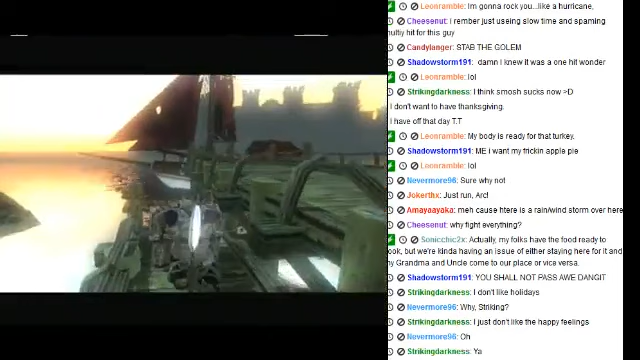 Leonramble: Im gonna rock you...like a hurricane,
Cheesenut: i rember just useing slow time and spaming
hultiy hit for this guy
Candylanger: STAB THE GOLEM
Shadowstorm191: damn i knew it was a one hit wonder
Leonramble: lol
Strikingdarkness: I think smosh sucks now >D
I don't want to have thanksgiving.
I have off that day T.T
Leonramble: My body is ready for that turkey.
Shadowstorm191: ME i want my frickin apple pie
Leonramble: lol
Nevermore96: Sure why not
Jokerthx: Just run, Arc!
Amayaayaka: meh cause htere is a rain/wind storm over here
Cheesenut: why fight everything?
Sonicchic2x: Actually, my folks have the food ready to
ook, but we're kinda having an issue of either staying here for it and
my Grandma and Uncle come to our place or vice versa.
Shadowstorm191: YOU SHALL NOT PASS AWE DANGIT
Strikingdarkness: I don't like holidays
Nevermore96: Why, Striking?
Strikingdarkness: I just don't like the happy feelings
Nevermore96: Oh
Strikingdarkness: Ya